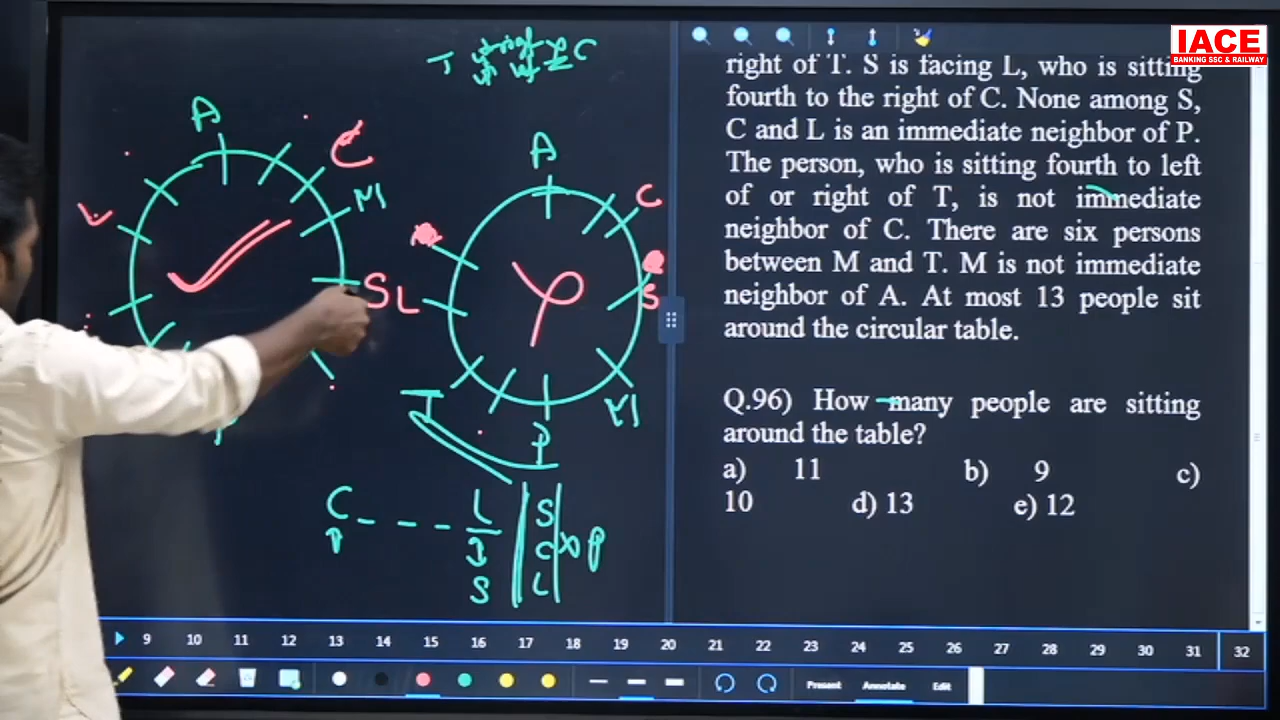 IACE
BANKING SSC & RAILWAY
right of T. S is facing L, who is sitting
fourth to the right of C. None among S,
C and L is an immediate neighbor of P.
The person, who is sitting fourth to left
of or right of T, is not immediate
neighbor of C. There are six persons
between M and T. M is not immediate
neighbor of A. At most 13 people sit
around the circular table.
Q.96) How many people are sitting
around the table?
a) 11 b) 9 c)
10 d) 13 e) 12
A
C
M
S
A
C
S
L
M
P
T
C - - - - L S
C P
S L
9 10 11 12 13 14 15 16 17 18 19 20 21 22 23 24 25 26 27 28 29 30 31 32
Present Annotate Edit